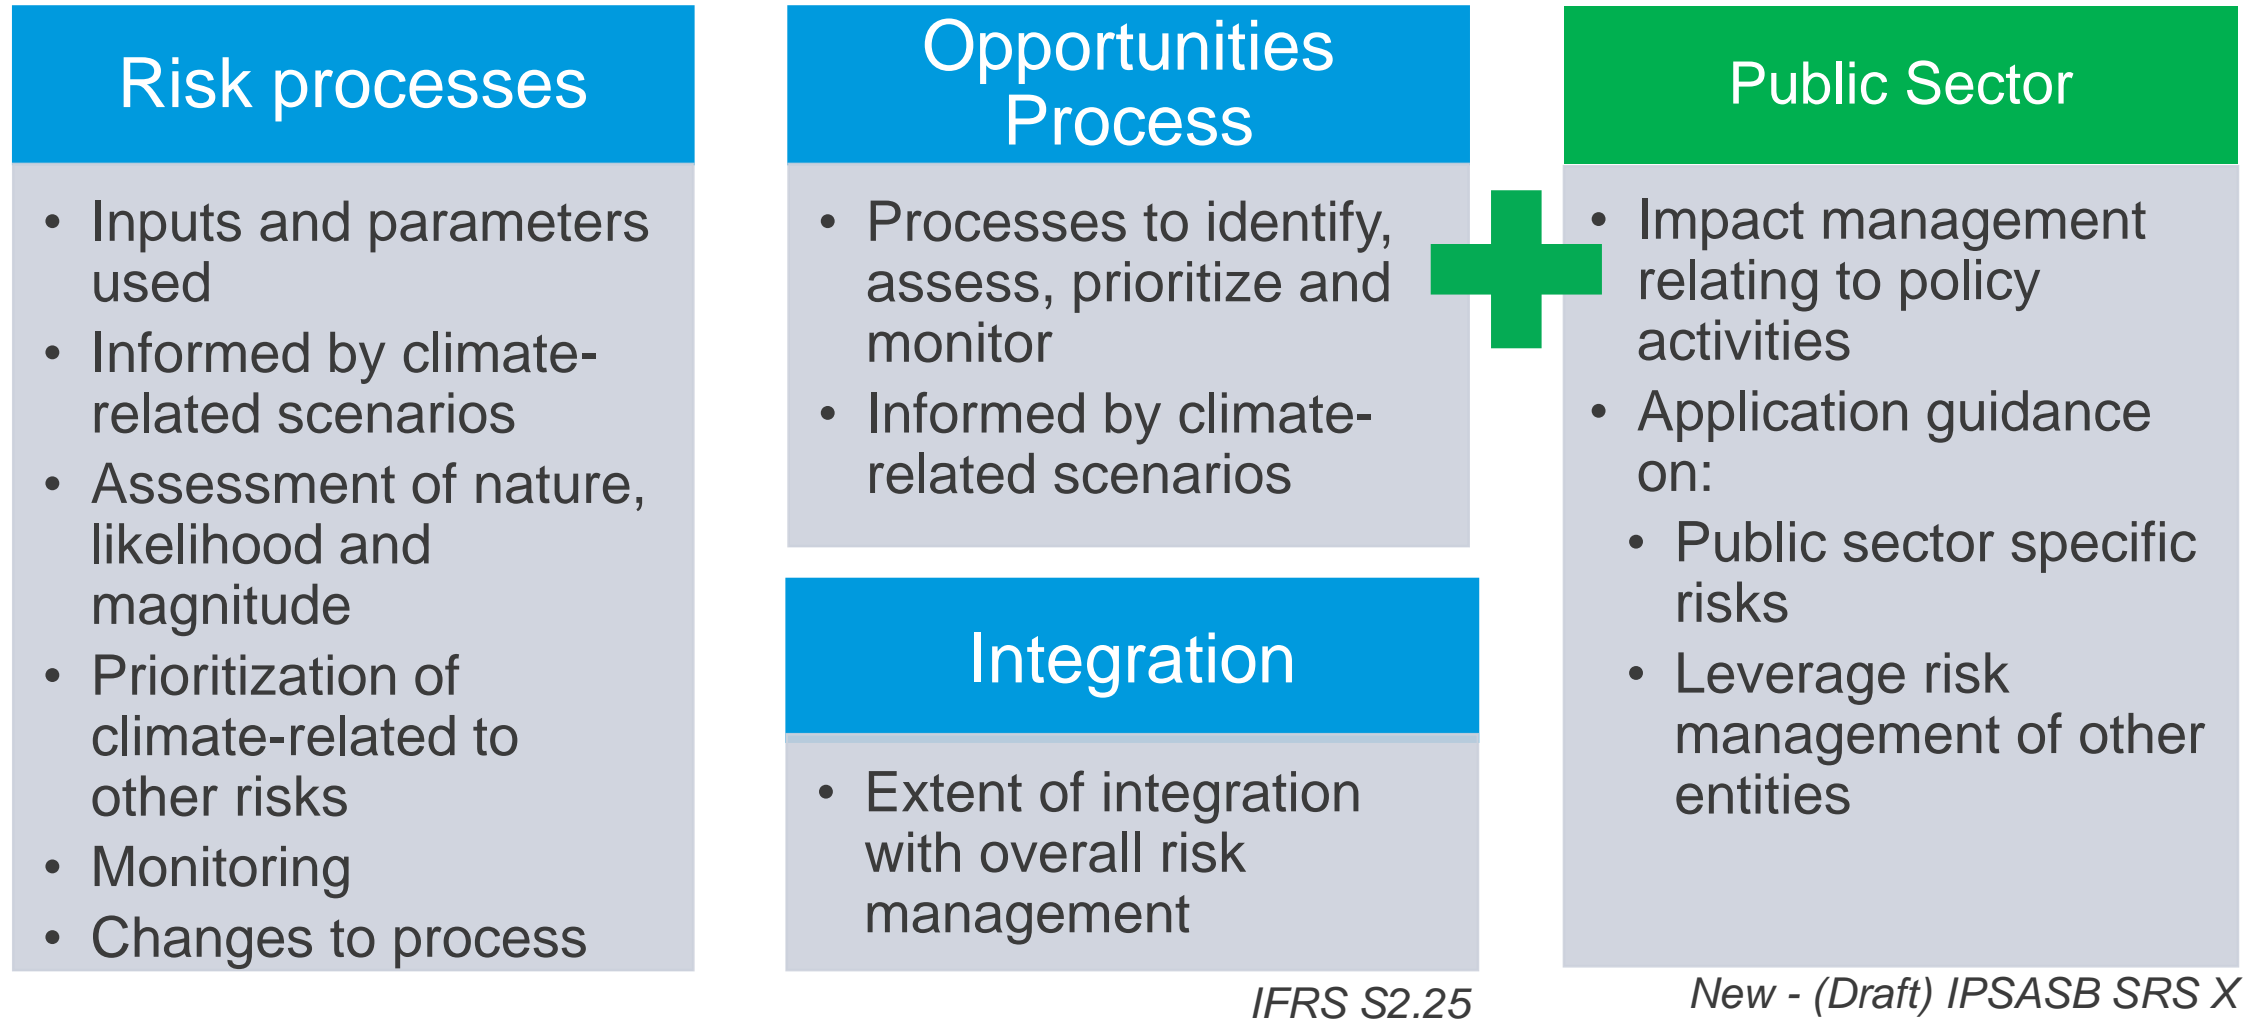 Risk processes
• Inputs and parameters
used
• Informed by climate-
related scenarios
• Assessment of nature,
likelihood and
magnitude
• Prioritization of
climate-related to
other risks
• Monitoring
• Changes to process
Opportunities
Process
• Processes to identify,
assess, prioritize and
monitor
• Informed by climate-
related scenarios
Integration
• Extent of integration
with overall risk
management
IFRS S2.25
Public Sector
• Impact management
relating to policy
activities
• Application guidance
on:
• Public sector specific
risks
• Leverage risk
management of other
entities
New - (Draft) IPSASB SRS X